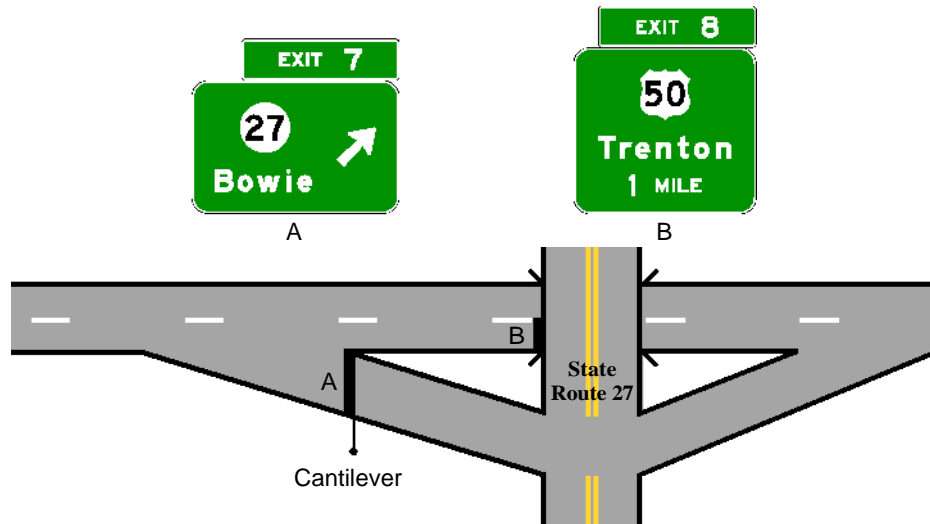 EXIT 7
27
Bowie
A
EXIT 8
50
Trenton
1 MILE
B
A
B
State
Route 27
Cantilever